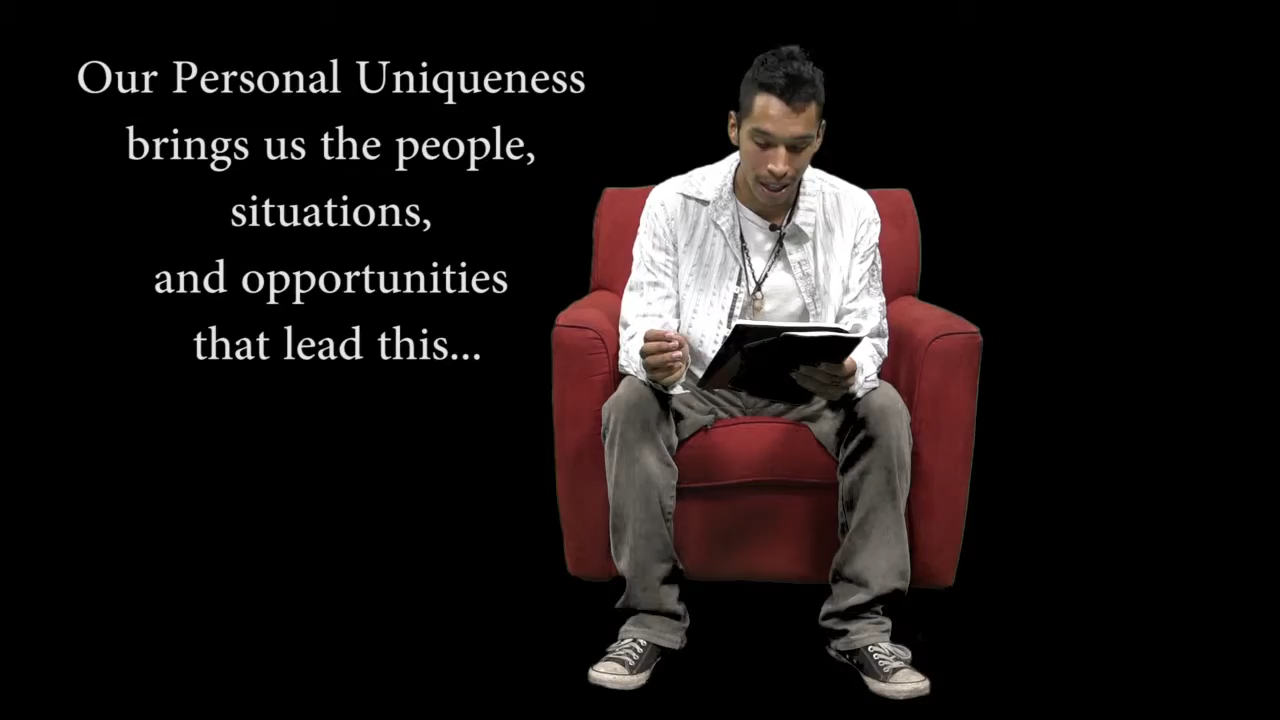 Our Personal Uniqueness
brings us the people,
situations,
and opportunities
that lead this...